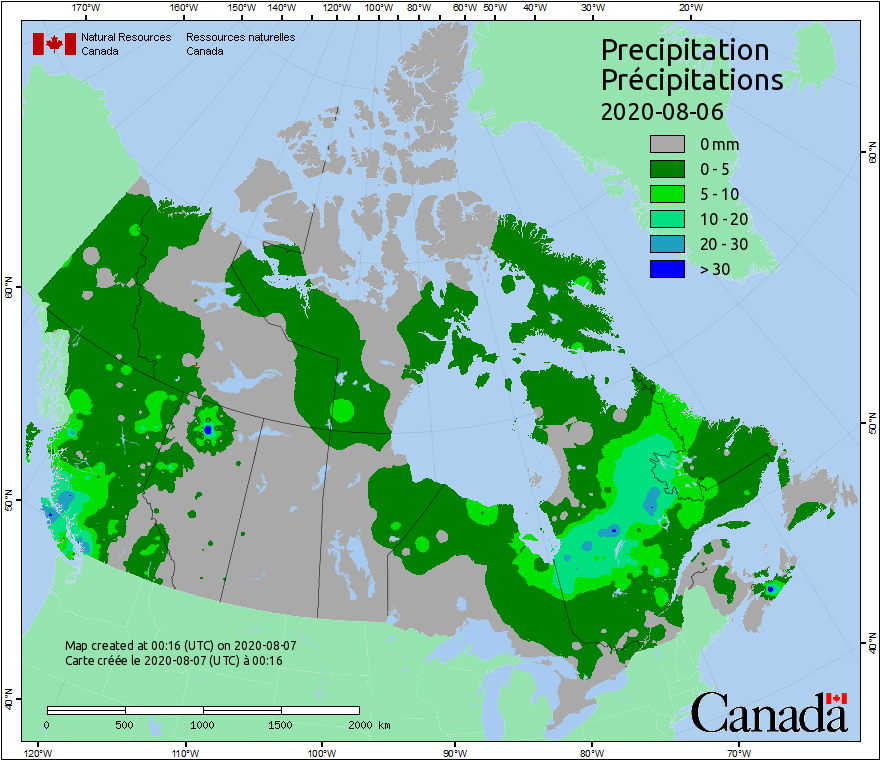 170°W 160°W 150°W 140°W 120°W 100°W 80°W 60°W 50°W 40°W 30°W 20°W
Natural Resources Ressources naturelles
Canada Canada
Precipitation
Précipitations
2020-08-06
0 mm
0 - 5
5 - 10
10 - 20
20 - 30
> 30
60°N
60°N
50°N
50°N
40°N
40°N
Map created at 00:16 (UTC) on 2020-08-07
Carte créée le 2020-08-07 (UTC) à 00:16
0 500 1000 1500 2000 km
Canada
120°W 110°W 100°W 90°W 80°W 70°W